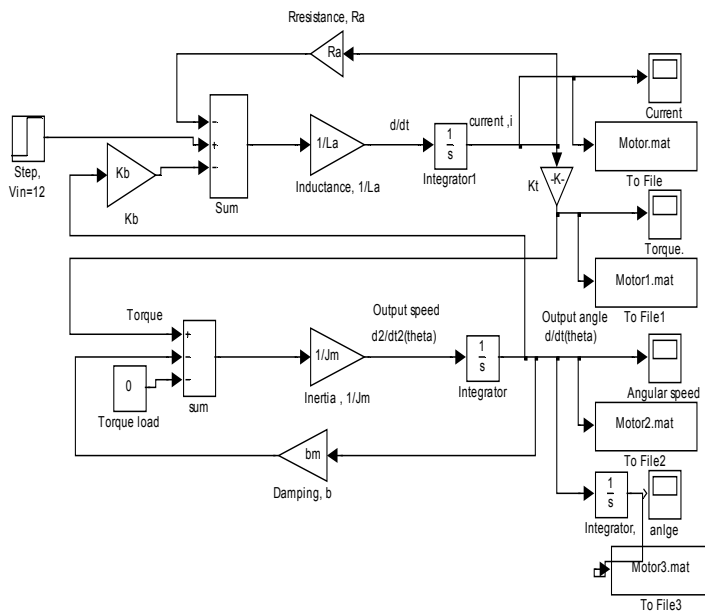 Rresistance, Ra
Ra
Step,
Vin=12
Kb
Kb
−
+
−
Sum
1/La
Inductance, 1/La
d/dt
1
s
Integrator1
current ,i
Kt
-K-
Current
Motor.mat
To File
Torque.
Motor1.mat
To File1
Torque
+
−
−
sum
0
Torque load
1/Jm
Inertia , 1/Jm
Output speed
d2/dt2(theta)
1
s
Integrator
Output angle
d/dt(theta)
Angular speed
Motor2.mat
To File2
bm
Damping, b
1
s
Integrator,
anlge
Motor3.mat
To File3